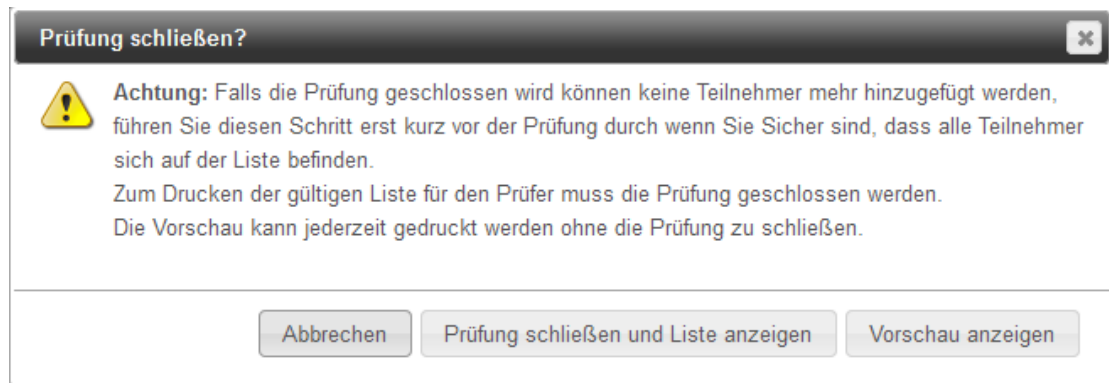 Prüfung schließen?
Achtung: Falls die Prüfung geschlossen wird können keine Teilnehmer mehr hinzugefügt werden,
führen Sie diesen Schritt erst kurz vor der Prüfung durch wenn Sie Sicher sind, dass alle Teilnehmer
sich auf der Liste befinden.
Zum Drucken der gültigen Liste für den Prüfer muss die Prüfung geschlossen werden.
Die Vorschau kann jederzeit gedruckt werden ohne die Prüfung zu schließen.
Abbrechen Prüfung schließen und Liste anzeigen Vorschau anzeigen